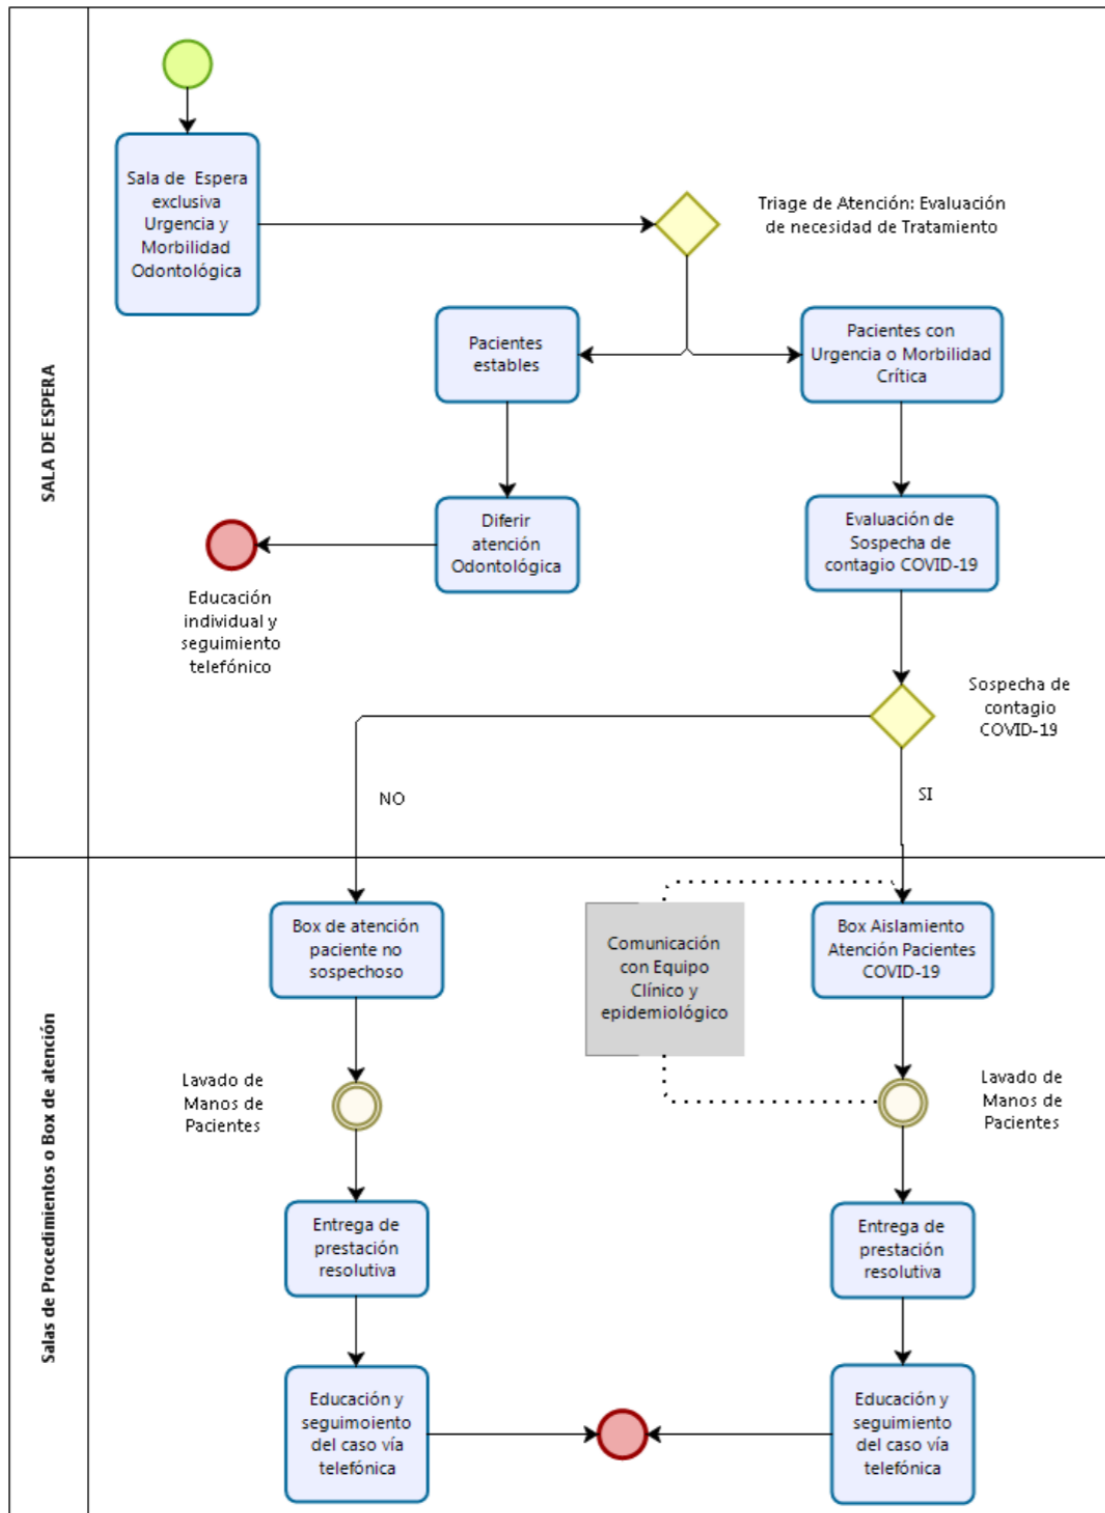 SALA DE ESPERA
Sala de Espera
exclusiva
Urgencia y
Morbilidad
Odontológica
Triage de Atención: Evaluación
de necesidad de Tratamiento
Pacientes
estables
Pacientes con
Urgencia o Morbilidad
Crítica
Diferir
atención
Odontológica
Evaluación de
Sospecha de
contagio COVID-19
Educación
individual y
seguimiento
telefónico
Sospecha de
contagio
COVID-19
NO
SI
Salas de Procedimientos o Box de atención
Box de atención
paciente no
sospechoso
Comunicación
con Equipo
Clínico y
epidemiológico
Box Aislamiento
Atención Pacientes
COVID-19
Lavado de
Manos de
Pacientes
Lavado de
Manos de
Pacientes
Entrega de
prestación
resolutiva
Entrega de
prestación
resolutiva
Educación y
seguimoiento
del caso vía
telefónica
Educación y
seguimiento
del caso vía
telefónica